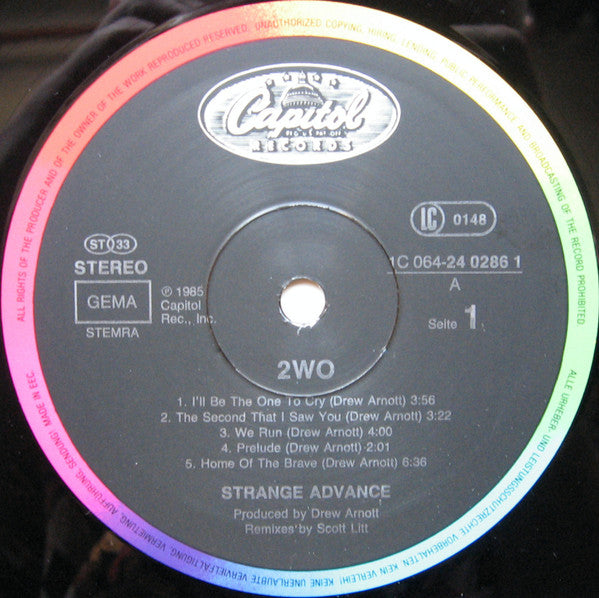 ALL RIGHTS OF THE PRODUCER AND OF THE OWNER OF THE WORK REPRODUCED RESERVED. UNAUTHORIZED COPYING, HIRING, LENDING, PUBLIC PERFORMANCE AND BROADCASTING OF THE RECORD PROHIBITED.
Capitol
RECORDS
LC 0148
ST 33
STEREO
GEMA
STEMRA
℗ 1985
Capitol
Rec., Inc.
1C 064-24 0286 1
A
Seite 1
2WO
1. I'll Be The One To Cry (Drew Arnott) 3:56
2. The Second That I Saw You (Drew Arnott) 3:22
3. We Run (Drew Arnott) 4:00
4. Prelude (Drew Arnott) 2:01
5. Home Of The Brave (Drew Arnott) 6:36
STRANGE ADVANCE
Produced by Drew Arnott
Remixes by Scott Litt
ALLE URHEBER- UND LEISTUNGSSCHUTZRECHTE VORBEHALTEN. KEIN VERLEIH! KEINE UNERLAUBTE VERVIELFÄLTIGUNG, VERMIETUNG, AUFFÜHRUNG, SENDUNG! MADE IN EEC.